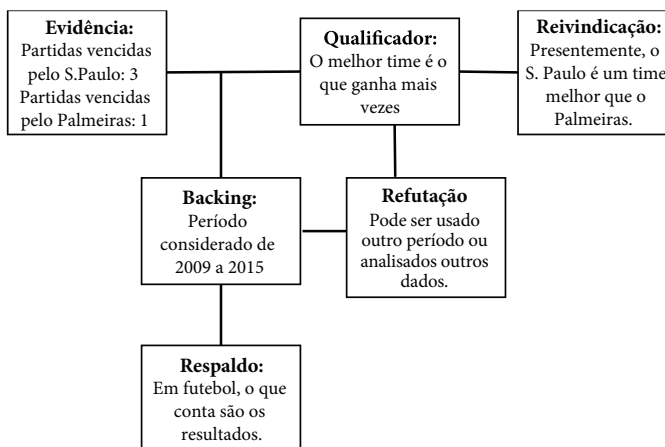 Evidência:
Partidas vencidas
pelo S.Paulo: 3
Partidas vencidas
pelo Palmeiras: 1
Qualificador:
O melhor time é o
que ganha mais
vezes
Reivindicação:
Presentemente, o
S. Paulo é um time
melhor que o
Palmeiras.
Backing:
Período
considerado de
2009 a 2015
Refutação
Pode ser usado
outro período ou
analisados outros
dados.
Respaldo:
Em futebol, o que
conta são os
resultados.